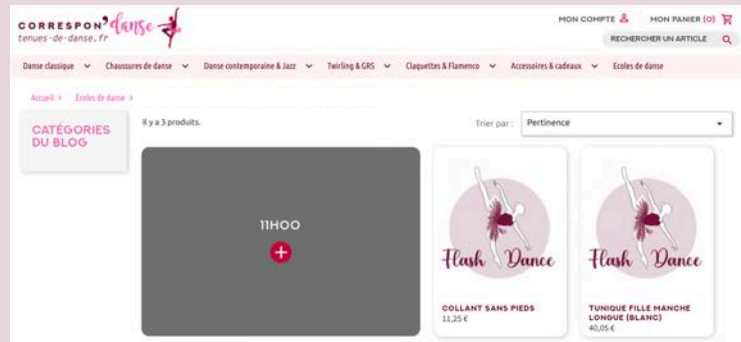 CORRESPON'danse
tenues-de-danse.fr
MON COMPTE
MON PANIER (0)
RECHERCHER UN ARTICLE
Danse classique
Chaussures de danse
Danse contemporaine & Jazz
Twirling & GRS
Claquettes & Flamenco
Accessoires & cadeaux
Ecoles de danse
Accueil > Écoles de danse >
CATÉGORIES
DU BLOG
Il y a 3 produits.
Trier par :
Pertinence
11H00
Flash Dance
COLLANT SANS PIEDS
11,25 €
Flash Dance
TUNIQUE FILLE MANCHE
LONGUE (BLANC)
40,05 €